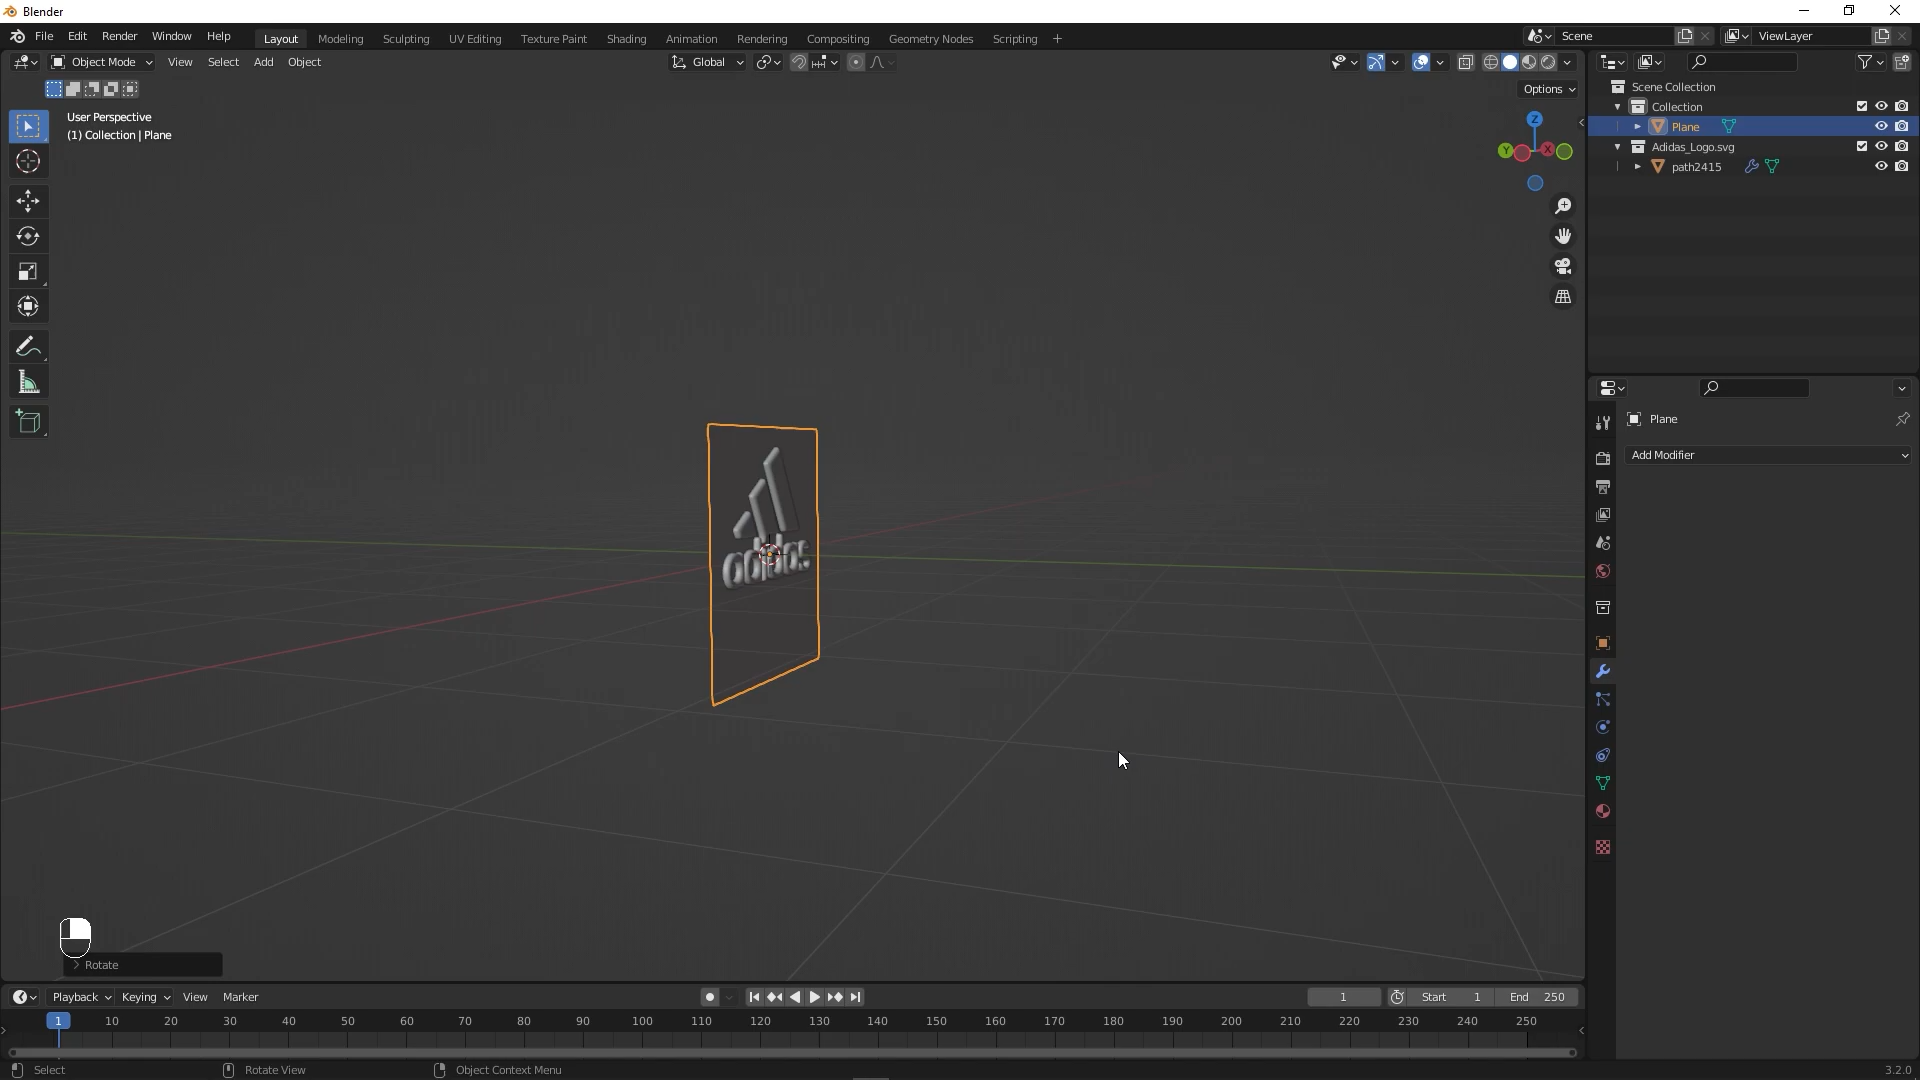 Blender
File Edit Render Window Help
Layout Modeling Sculpting UV Editing Texture Paint Shading Animation Rendering Compositing Geometry Nodes Scripting +
Scene
ViewLayer
Object Mode View Select Add Object
Global
Options
User Perspective
(1) Collection | Plane
Z
Y
X
Scene Collection
Collection
Plane
Adidas_Logo.svg
path2415
Plane
Add Modifier
adidas
Rotate
Playback Keying View Marker
1
Start 1
End 250
1 10 20 30 40 50 60 70 80 90 100 110 120 130 140 150 160 170 180 190 200 210 220 230 240 250
Select
Rotate View
Object Context Menu
3.2.0